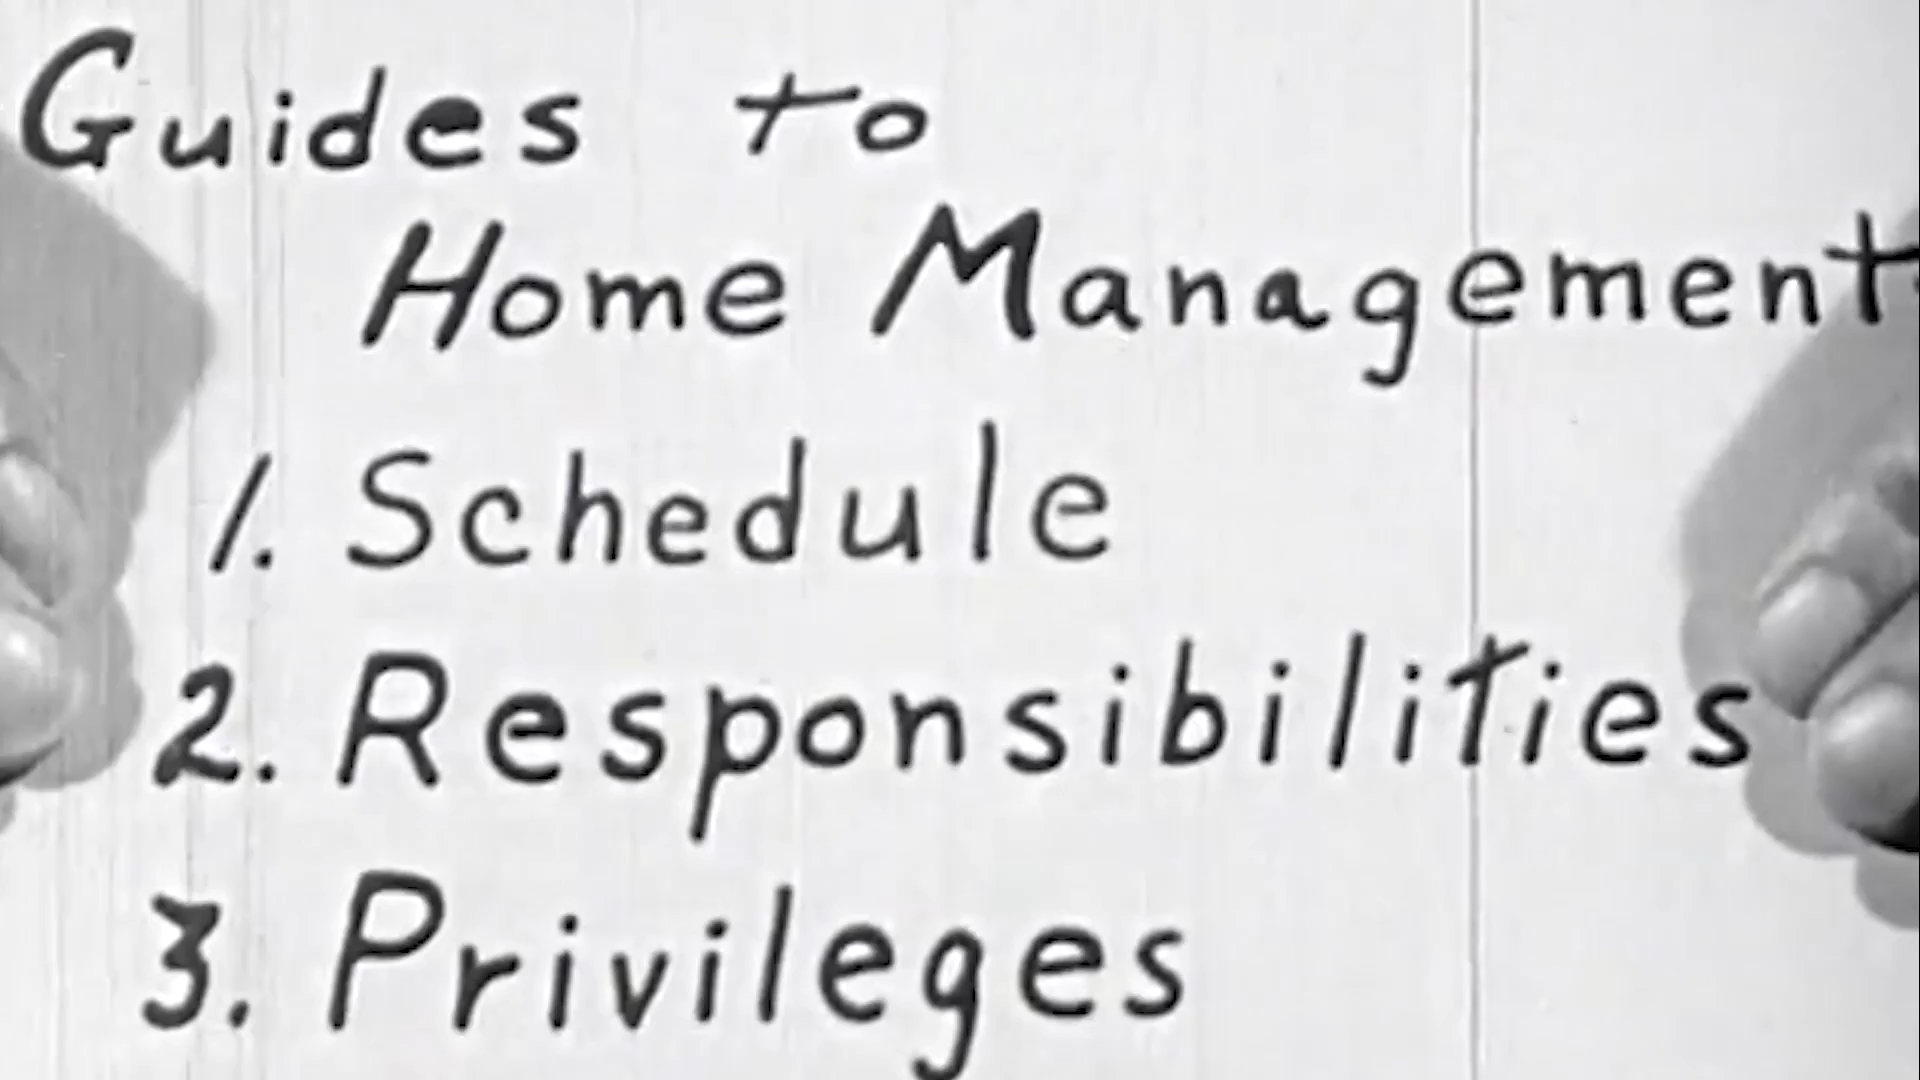 Guides to
Home Management
1. Schedule
2. Responsibilities
3. Privileges